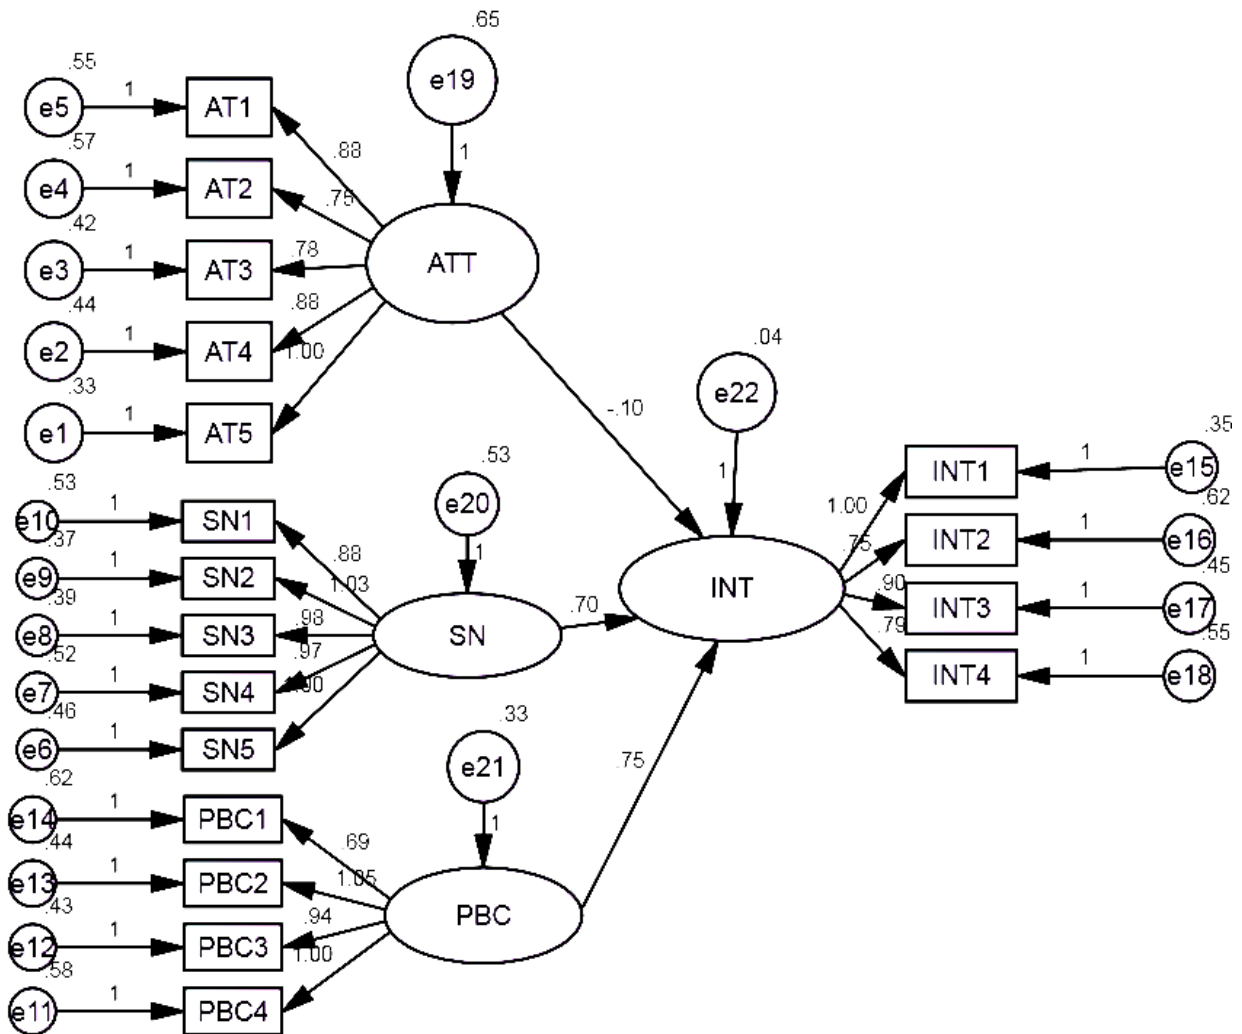 .65
.55
e5
1
AT1
e19
.57
e4
1
AT2
.88
1
.42
.75
e3
1
AT3
.78
ATT
.44
.88
e2
1
AT4
1.00
.33
e1
1
AT5
.04
e22
-.10
1
.53
e10
1
SN1
.53
e20
1
.37
.88
e9
1
SN2
1.03
.39
.98
e8
1
SN3
.97
SN
.70
.52
e7
1
SN4
.46
e6
1
SN5
INT
1.00
INT1
1
.35
e15
.75
INT2
1
.62
e16
.90
INT3
1
.45
e17
.79
INT4
1
.55
e18
.62
e14
1
PBC1
.33
e21
1
.75
.44
.69
e13
1
PBC2
1.05
.43
.94
e12
1
PBC3
1.00
PBC
.58
e11
1
PBC4